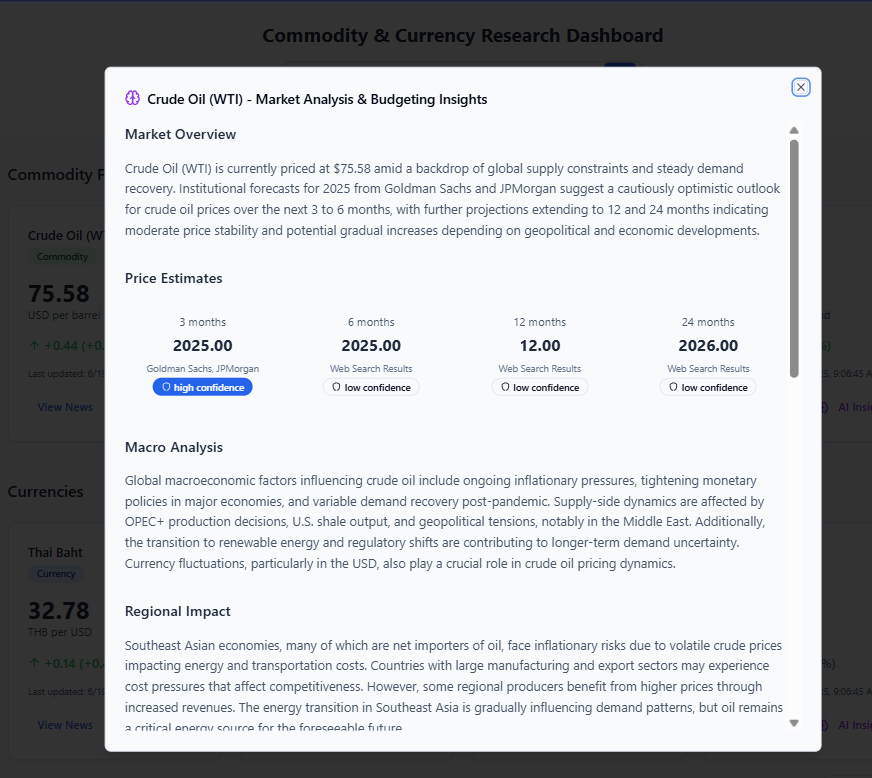 Commodity & Currency Research Dashboard
Crude Oil (WTI) - Market Analysis & Budgeting Insights
Market Overview
Crude Oil (WTI) is currently priced at $75.58 amid a backdrop of global supply constraints and steady demand
recovery. Institutional forecasts for 2025 from Goldman Sachs and JPMorgan suggest a cautiously optimistic outlook
for crude oil prices over the next 3 to 6 months, with further projections extending to 12 and 24 months indicating
moderate price stability and potential gradual increases depending on geopolitical and economic developments.
Price Estimates
3 months 6 months 12 months 24 months
2025.00 2025.00 12.00 2026.00
Goldman Sachs, JPMorgan Web Search Results Web Search Results Web Search Results
high confidence low confidence low confidence low confidence
Macro Analysis
Global macroeconomic factors influencing crude oil include ongoing inflationary pressures, tightening monetary
policies in major economies, and variable demand recovery post-pandemic. Supply-side dynamics are affected by
OPEC+ production decisions, U.S. shale output, and geopolitical tensions, notably in the Middle East. Additionally,
the transition to renewable energy and regulatory shifts are contributing to longer-term demand uncertainty.
Currency fluctuations, particularly in the USD, also play a crucial role in crude oil pricing dynamics.
Regional Impact
Southeast Asian economies, many of which are net importers of oil, face inflationary risks due to volatile crude prices
impacting energy and transportation costs. Countries with large manufacturing and export sectors may experience
cost pressures that affect competitiveness. However, some regional producers benefit from higher prices through
increased revenues. The energy transition in Southeast Asia is gradually influencing demand patterns, but oil remains
a critical energy source for the foreseeable future.
Commodity P
Crude Oil (W
Commodity
75.58
USD per barrel
+0.44 (+0.
Last updated: 6/19
View News
5, 9:06:45 A
AI Insi
Currencies
Thai Baht
Currency
32.78
THB per USD
+0.14 (+0.
%)
Last updated: 6/19
5, 9:06:45 A
View News
AI Insi